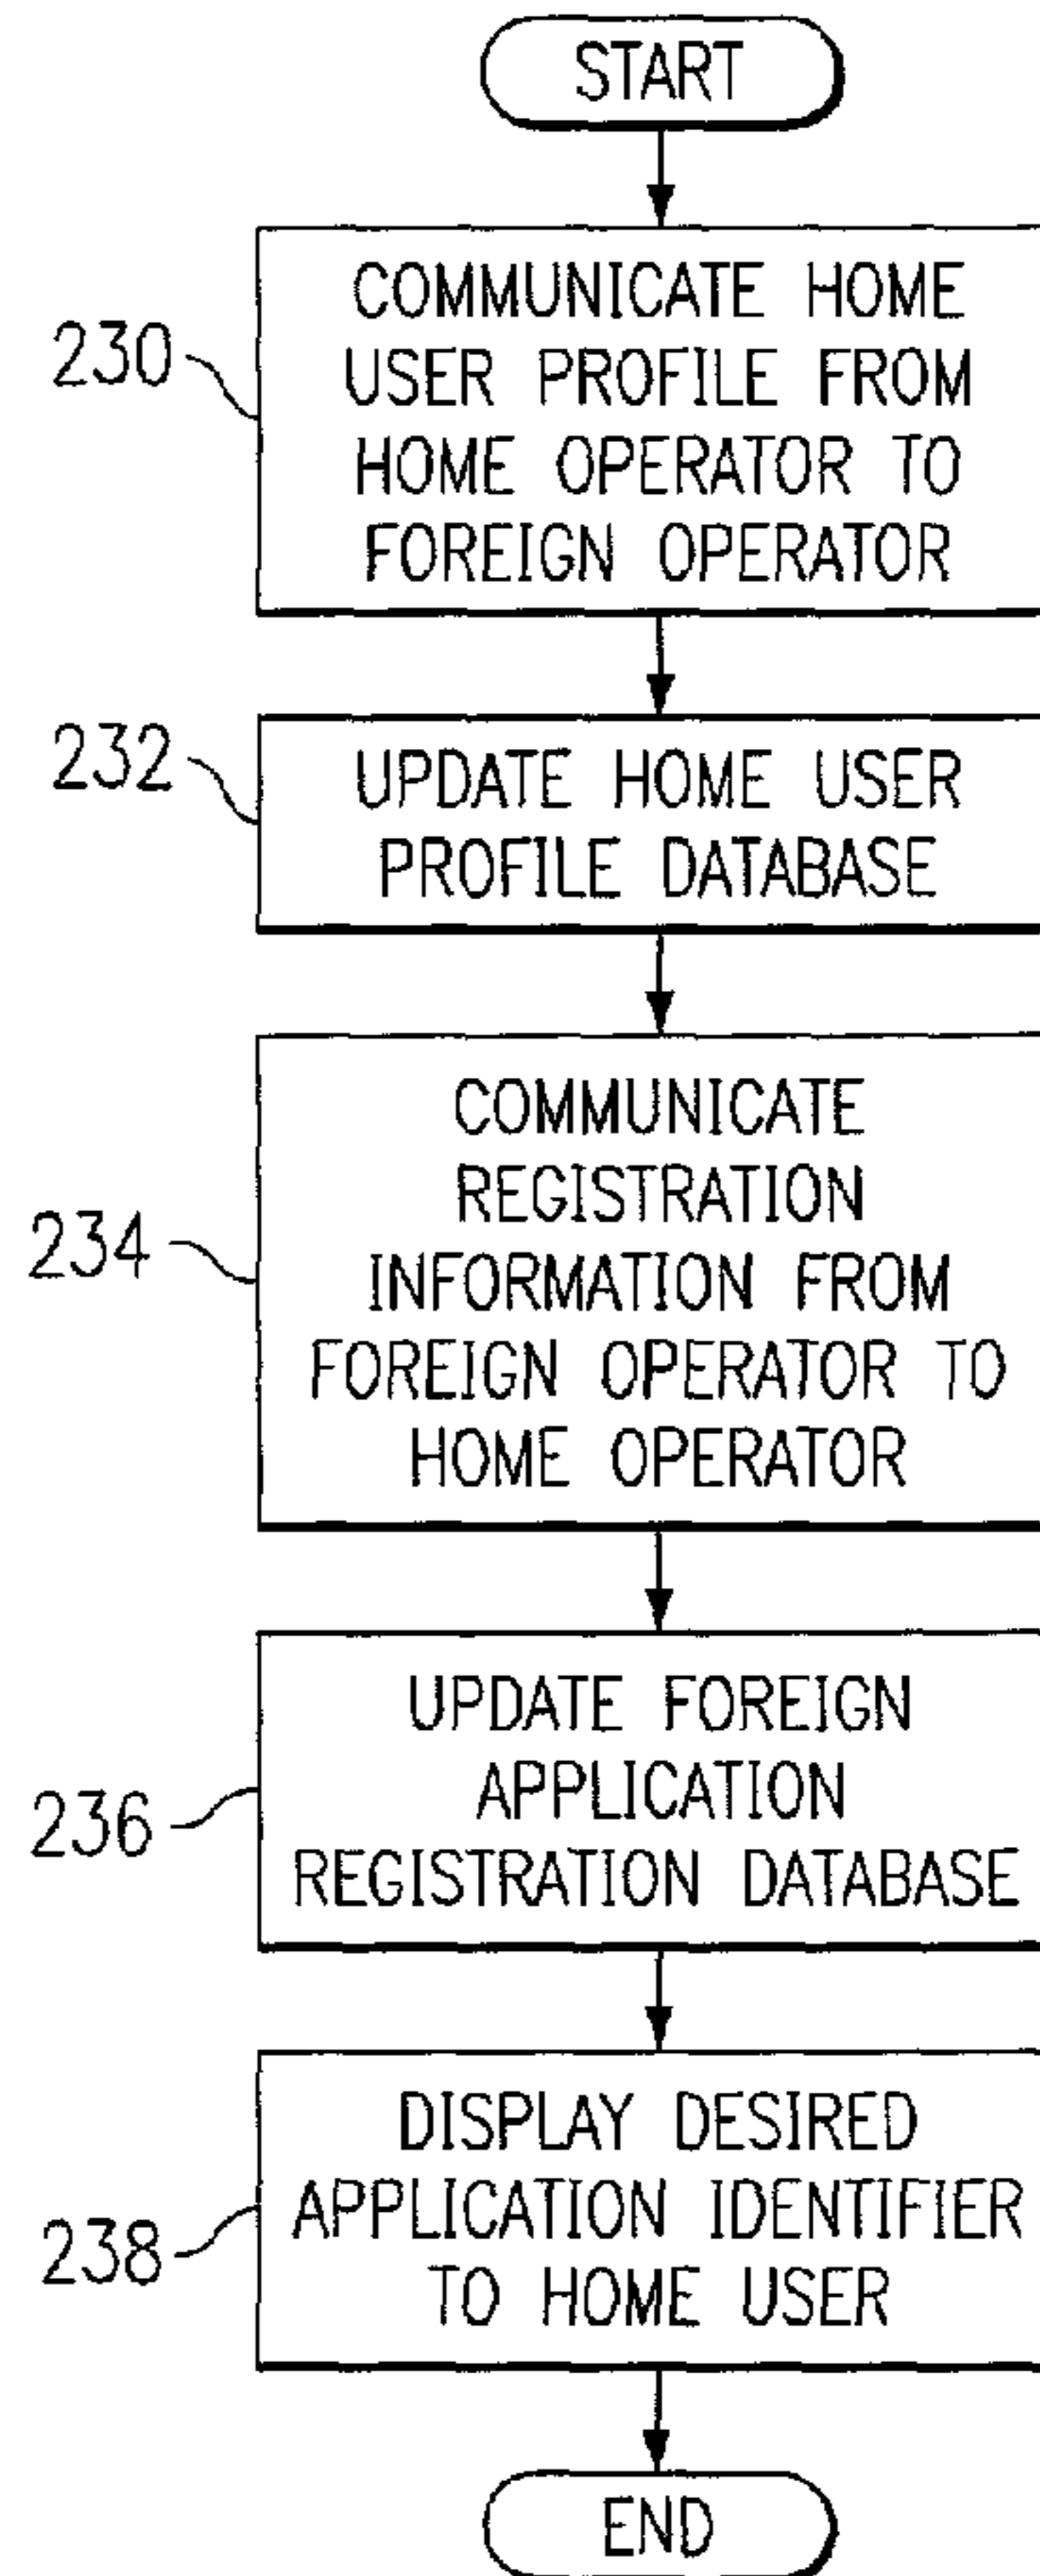 START
230
COMMUNICATE HOME
USER PROFILE FROM
HOME OPERATOR TO
FOREIGN OPERATOR
232
UPDATE HOME USER
PROFILE DATABASE
234
COMMUNICATE
REGISTRATION
INFORMATION FROM
FOREIGN OPERATOR TO
HOME OPERATOR
236
UPDATE FOREIGN
APPLICATION
REGISTRATION DATABASE
238
DISPLAY DESIRED
APPLICATION IDENTIFIER
TO HOME USER
END